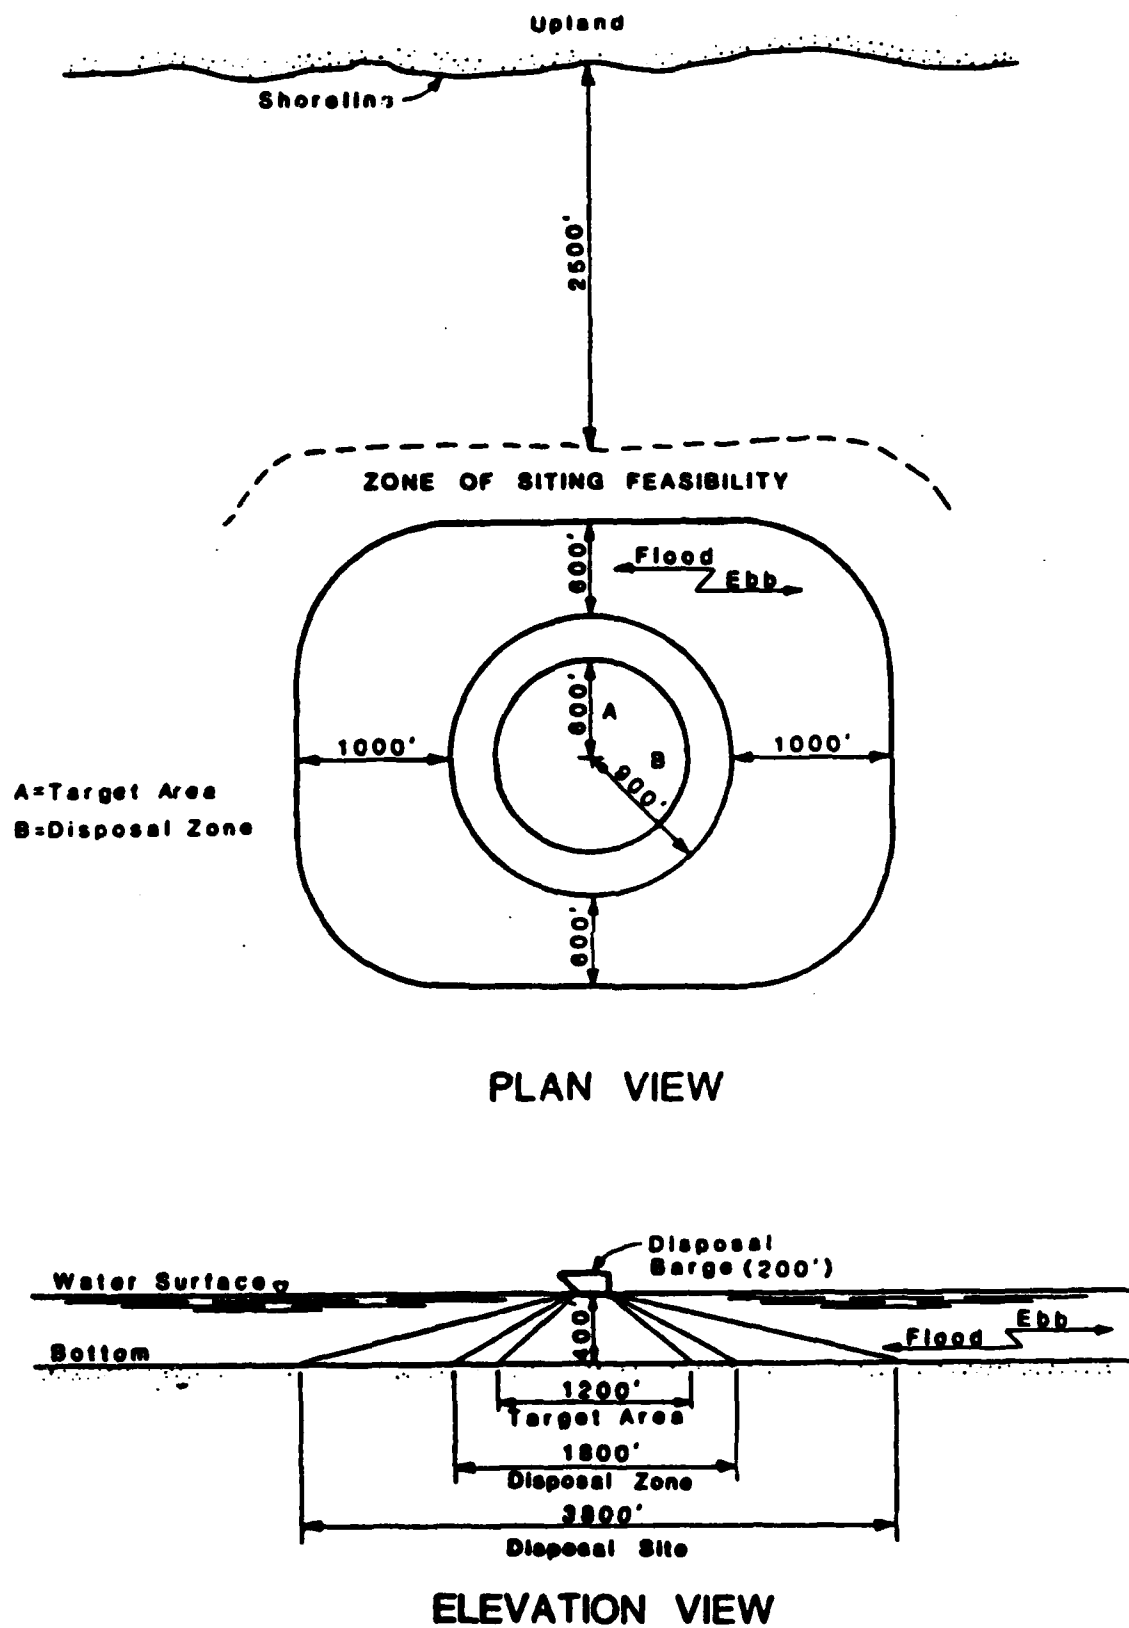 Upland
Shoreline
2500'
ZONE OF SITING FEASIBILITY
600'
Flood
Ebb
600'
A
1000'
B
1000'
900'
A=Target Area
B=Disposal Zone
600'
PLAN VIEW
Disposal
Barge (200')
Water Surface
400'
Ebb
Flood
Bottom
1200'
Target Area
1800'
Disposal Zone
3800'
Disposal Site
ELEVATION VIEW